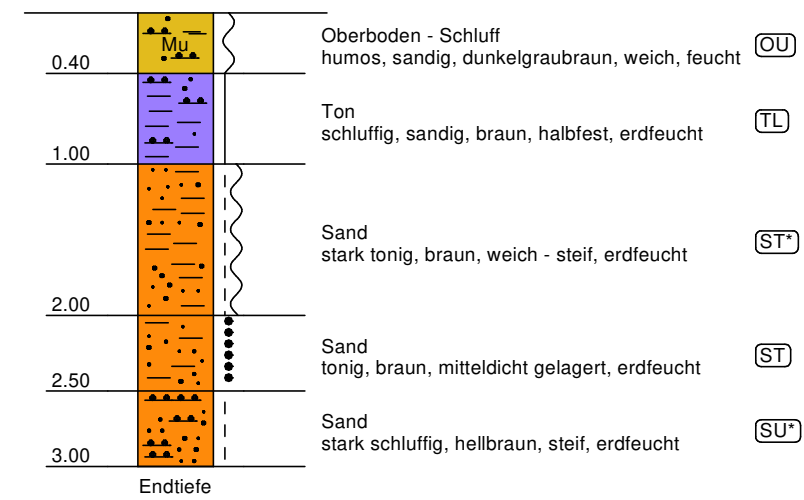 Mu
Oberboden - Schluff
humos, sandig, dunkelgraubraun, weich, feucht
OU
0.40
Ton
schluffig, sandig, braun, halbfest, erdfeucht
TL
1.00
Sand
stark tonig, braun, weich - steif, erdfeucht
ST*
2.00
Sand
tonig, braun, mitteldicht gelagert, erdfeucht
ST
2.50
Sand
stark schluffig, hellbraun, steif, erdfeucht
SU*
3.00
Endtiefe